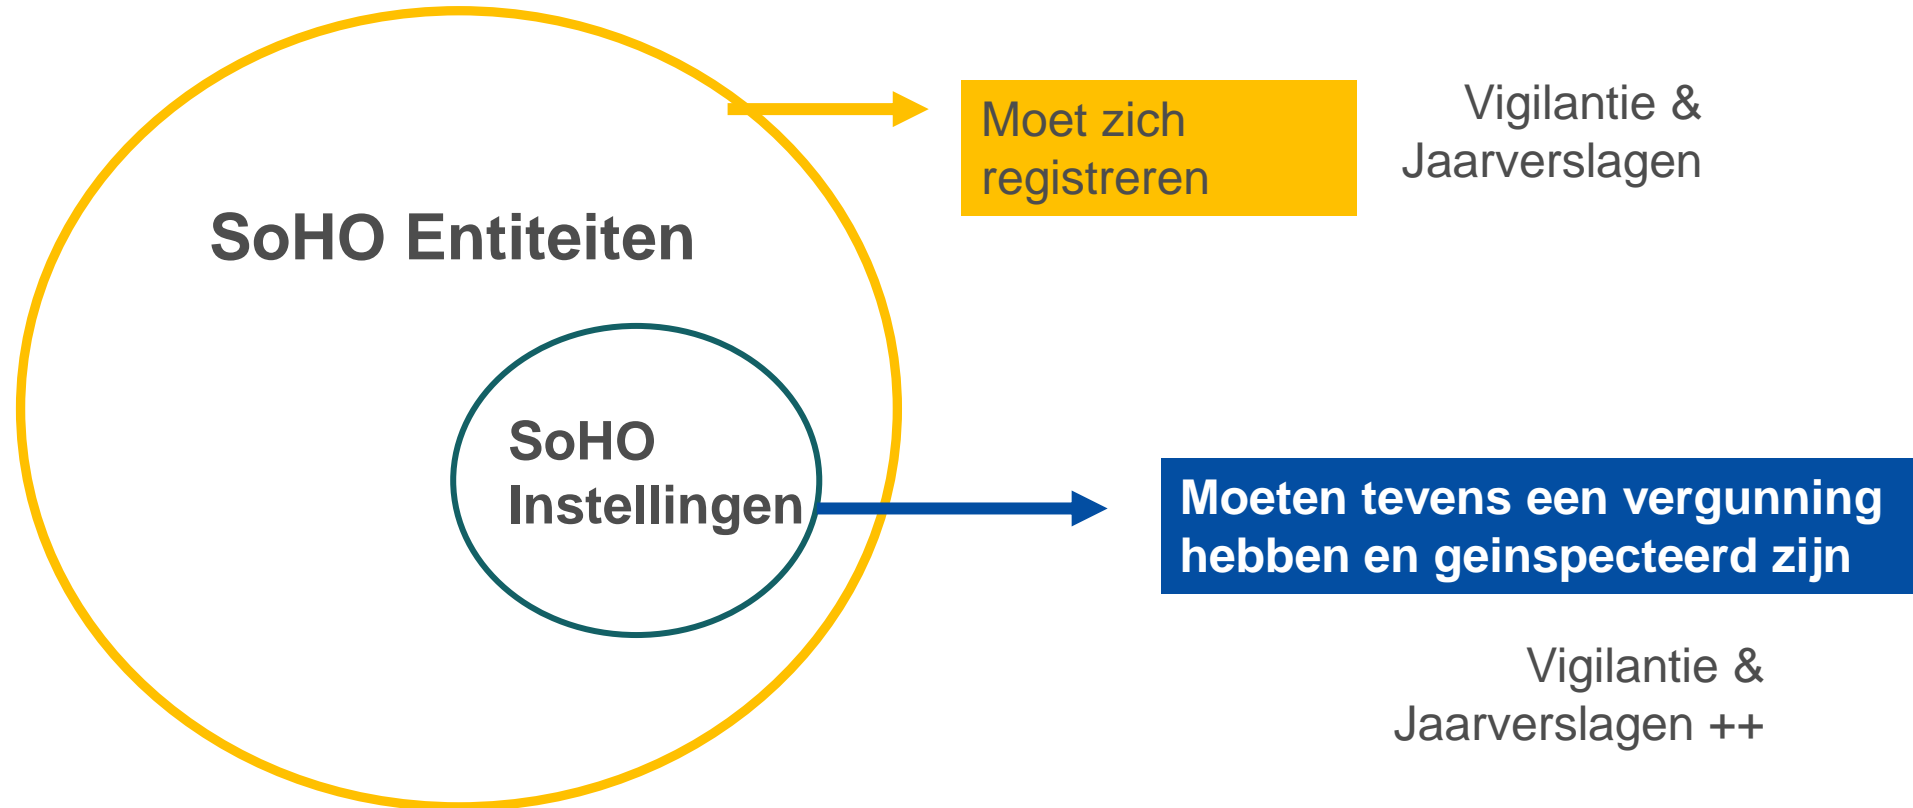 SoHO Entiteiten
Moet zich
registreren
Vigilantie &
Jaarverslagen
SoHO
Instellingen
Moeten tevens een vergunning
hebben en geinspecteerd zijn
Vigilantie &
Jaarverslagen ++